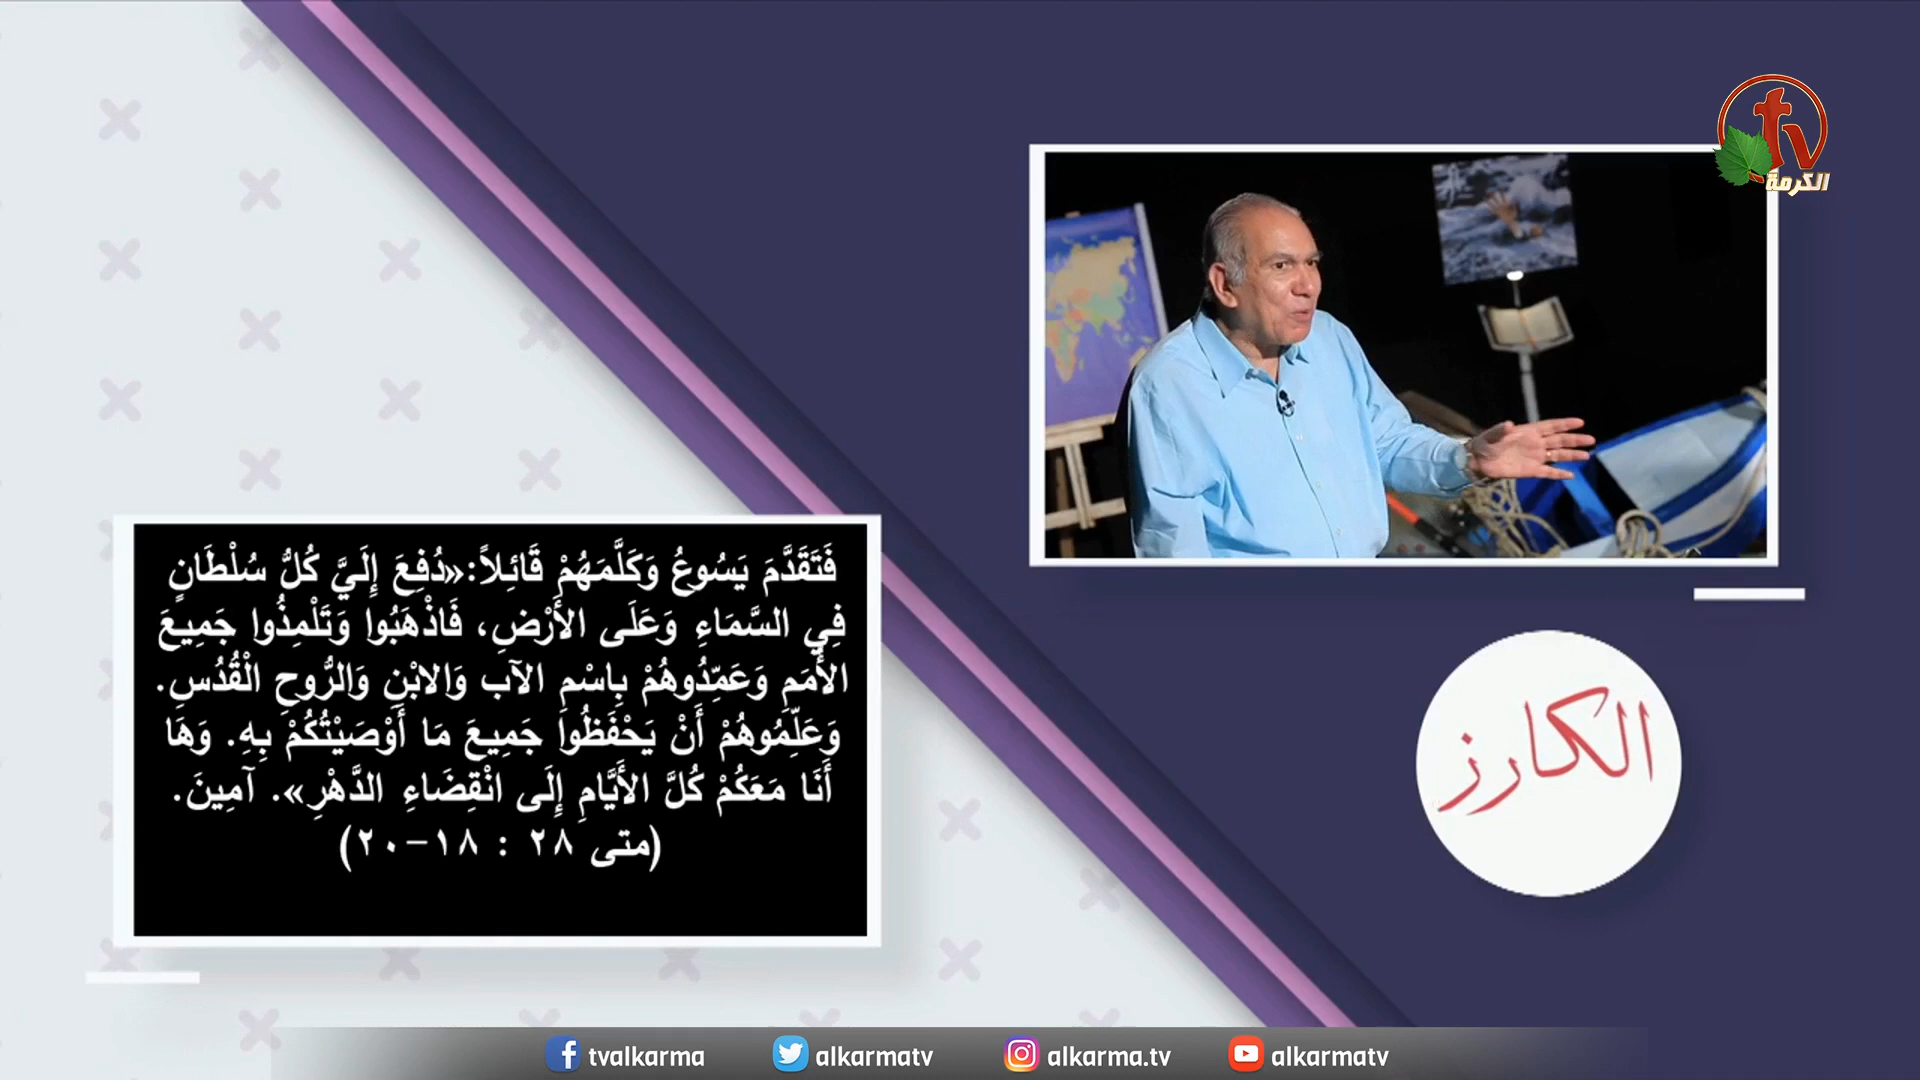 tv
الكرمة
فَتَقَدَّمَ يَسُوعُ وَكَلَّمَهُمْ قَائِلاً:«دُفِعَ إِلَيَّ كُلُّ سُلْطَانٍ
فِي السَّمَاءِ وَعَلَى الأَرْضِ، فَاذْهَبُوا وَتَلْمِذُوا جَمِيعَ
الأُمَمِ وَعَمِّدُوهُمْ بِاسْمِ الآب وَالابْنِ وَالرُّوحِ الْقُدُسِ.
وَعَلِّمُوهُمْ أَنْ يَحْفَظُوا جَمِيعَ مَا أَوْصَيْتُكُمْ بِهِ. وَهَا
أَنَا مَعَكُمْ كُلَّ الأَيَّامِ إِلَى انْقِضَاءِ الدَّهْرِ». آمِينَ.
(متى ٢٨ : ١٨-٢٠)
الكارز
tvalkarma
alkarmatv
alkarma.tv
alkarmatv